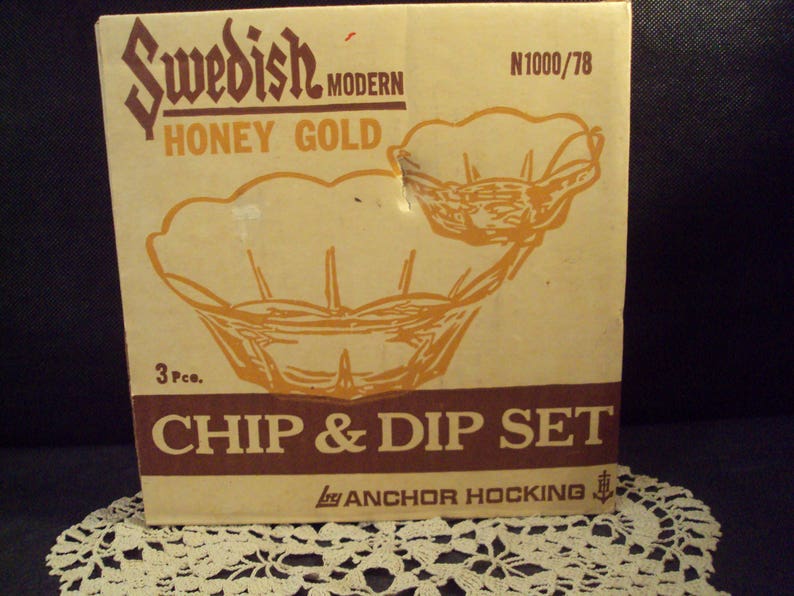 Swedish MODERN
N1000/78
HONEY GOLD
3 Pce.
CHIP & DIP SET
by ANCHOR HOCKING